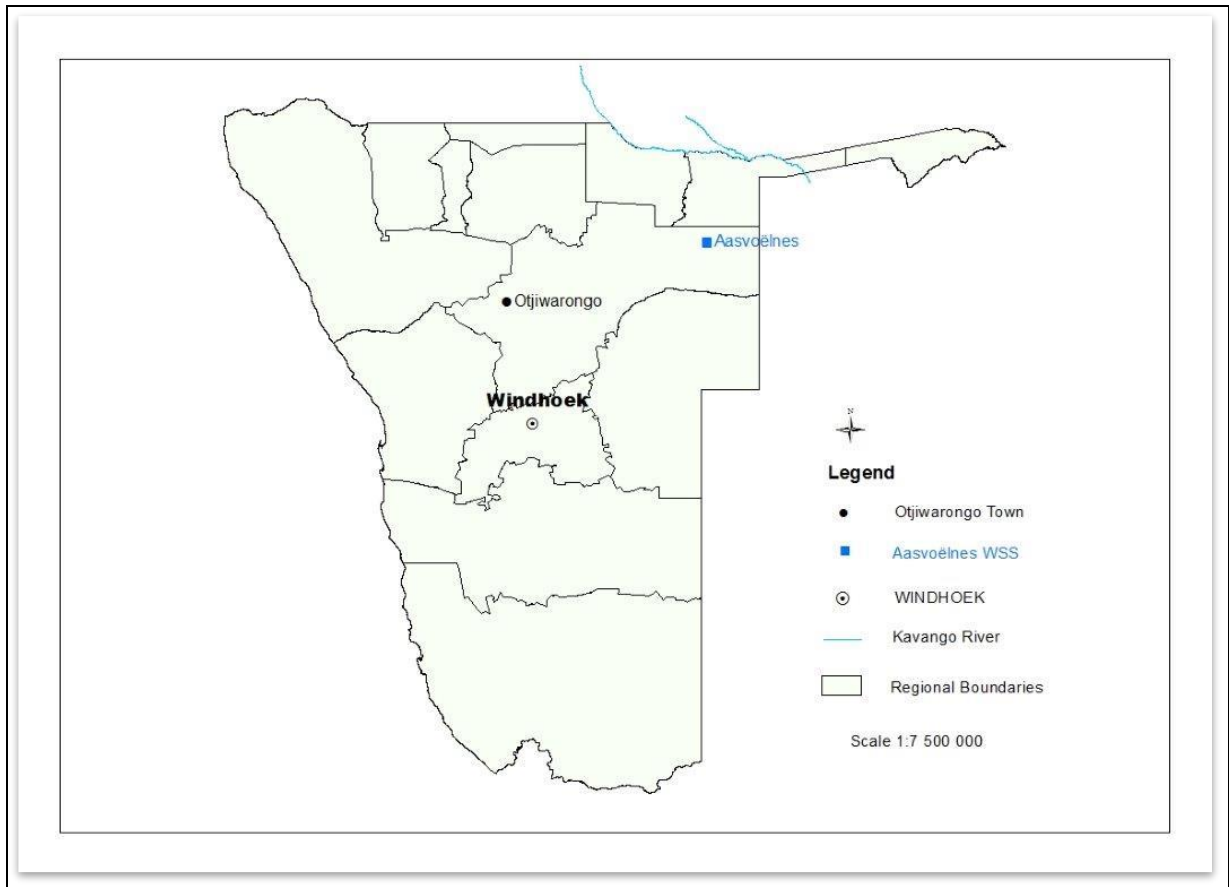 Aasvoëlnes
Otjiwarongo
Windhoek
N
Legend
Otjiwarongo Town
Aasvoëlnes WSS
WINDHOEK
Kavango River
Regional Boundaries
Scale 1:7 500 000